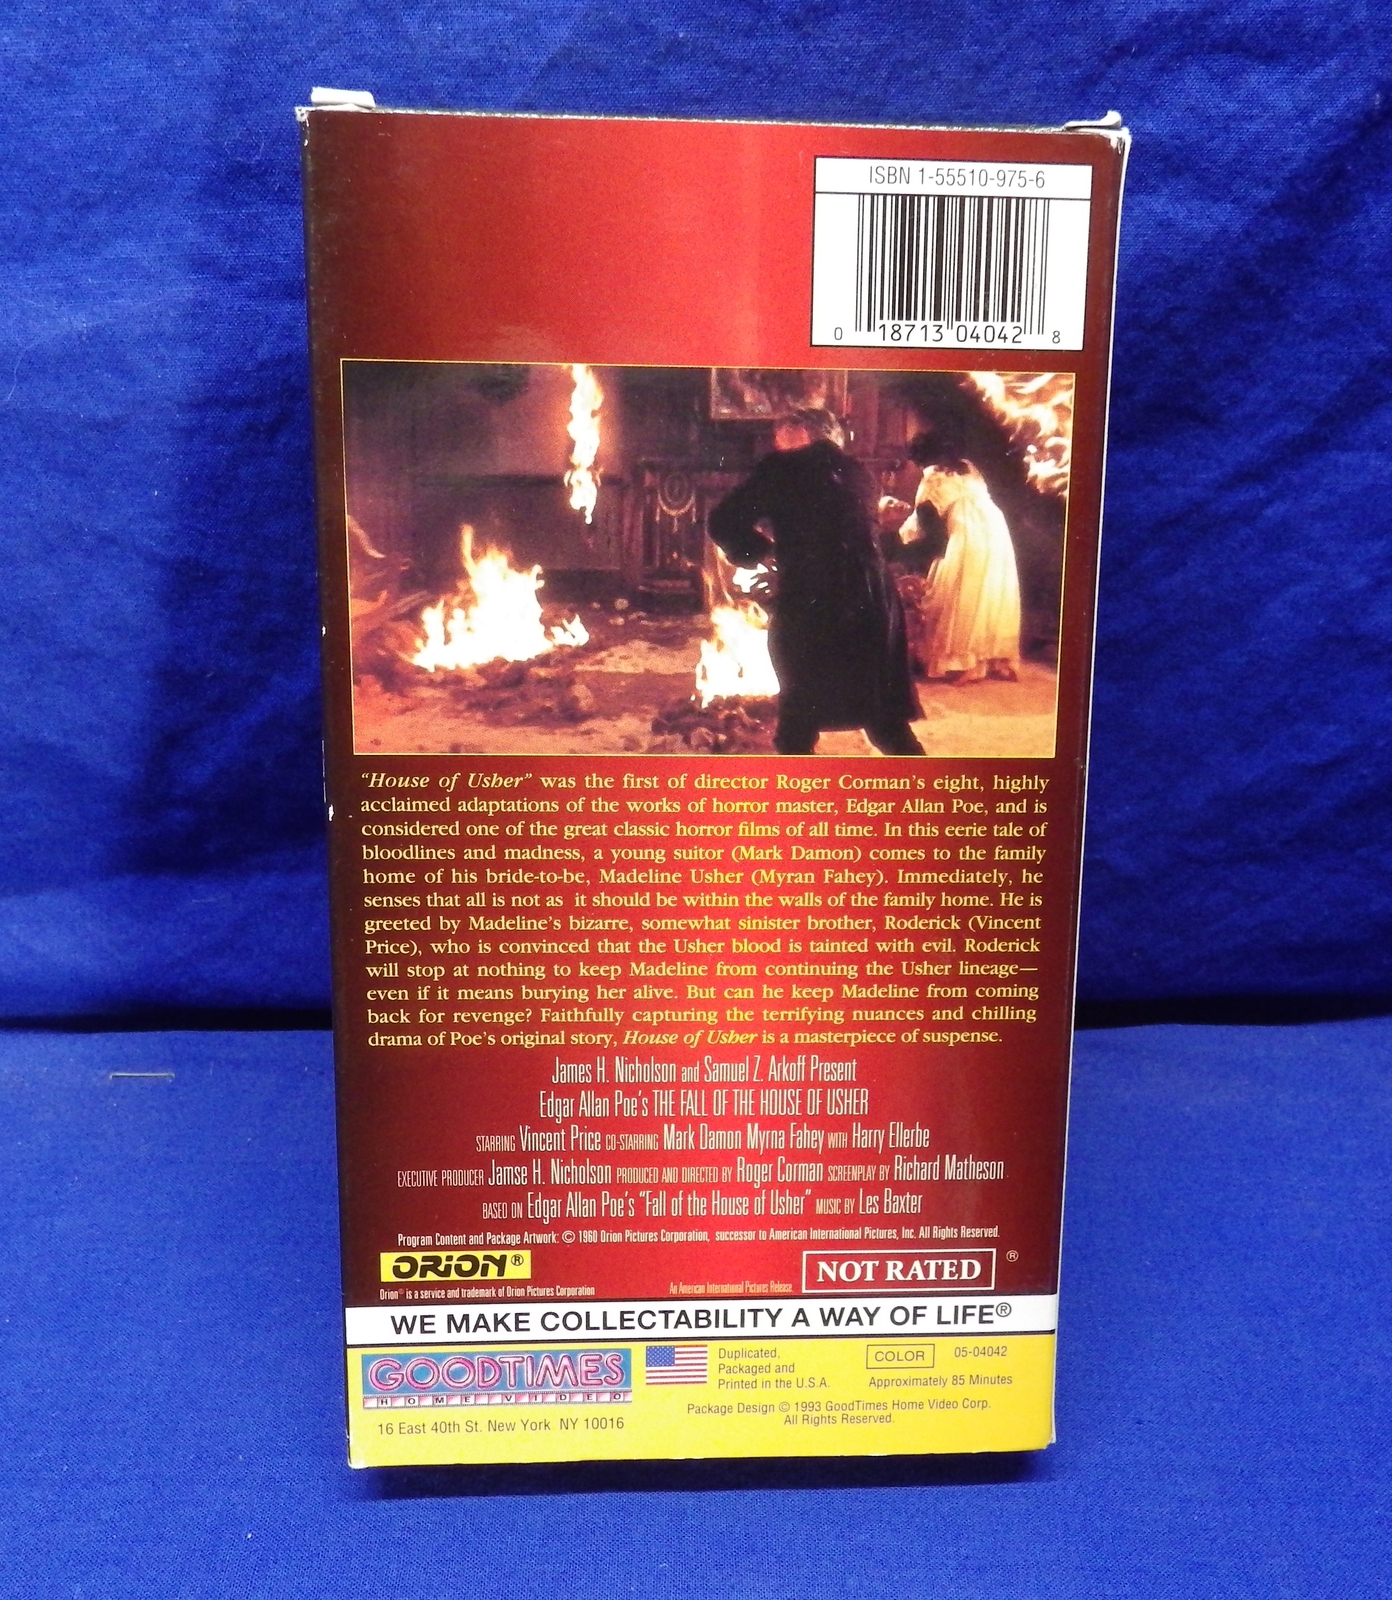 ISBN 1-55510-975-6
0 18713 04042 8
“House of Usher” was the first of director Roger Corman’s eight, highly
acclaimed adaptations of the works of horror master, Edgar Allan Poe, and is
considered one of the great classic horror films of all time. In this eerie tale of
bloodlines and madness, a young suitor (Mark Damon) comes to the family
home of his bride-to-be, Madeline Usher (Myran Fahey). Immediately, he
senses that all is not as it should be within the walls of the family home. He is
greeted by Madeline’s bizarre, somewhat sinister brother, Roderick (Vincent
Price), who is convinced that the Usher blood is tainted with evil. Roderick
will stop at nothing to keep Madeline from continuing the Usher lineage—
even if it means burying her alive. But can he keep Madeline from coming
back for revenge? Faithfully capturing the terrifying nuances and chilling
drama of Poe’s original story, House of Usher is a masterpiece of suspense.
James H. Nicholson and Samuel Z. Arkoff Present
Edgar Allan Poe’s THE FALL OF THE HOUSE OF USHER
STARRING Vincent Price CO-STARRING Mark Damon Myrna Fahey WITH Harry Ellerbe
EXECUTIVE PRODUCER Jamse H. Nicholson PRODUCED AND DIRECTED BY Roger Corman SCREENPLAY BY Richard Matheson
BASED ON Edgar Allan Poe’s “Fall of the House of Usher” MUSIC BY Les Baxter
Program Content and Package Artwork: © 1960 Orion Pictures Corporation, successor to American International Pictures, Inc. All Rights Reserved.
ORION®
Orion® is a service and trademark of Orion Pictures Corporation
An American International Pictures Release
NOT RATED ®
WE MAKE COLLECTABILITY A WAY OF LIFE®
GOODTIMES
HOME VIDEO
16 East 40th St. New York NY 10016
Duplicated,
Packaged and
Printed in the U.S.A.
COLOR 05-04042
Approximately 85 Minutes
Package Design © 1993 GoodTimes Home Video Corp.
All Rights Reserved.